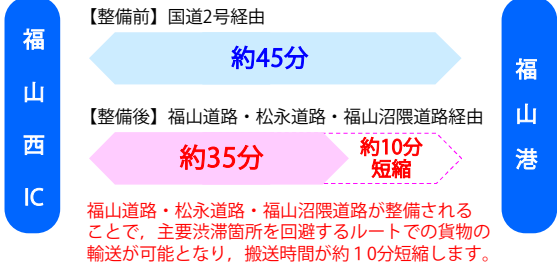 福山西IC
【整備前】国道2号経由
約45分
【整備後】福山道路・松永道路・福山沼隈道路経由
約35分
約10分
短縮
福山港
福山道路・松永道路・福山沼隈道路が整備される
ことで，主要渋滞箇所を回避するルートでの貨物の
輸送が可能となり，搬送時間が約１0分短縮します。